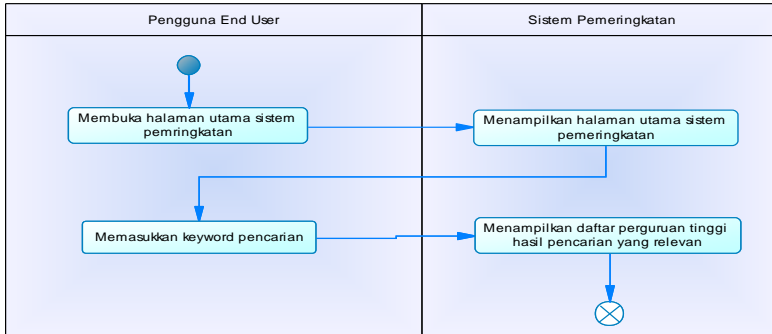 Pengguna End User
Sistem Pemeringkatan
Membuka halaman utama sistem
pemringkatan
Menampilkan halaman utama sistem
pemeringkatan
Memasukkan keyword pencarian
Menampilkan daftar perguruan tinggi
hasil pencarian yang relevan